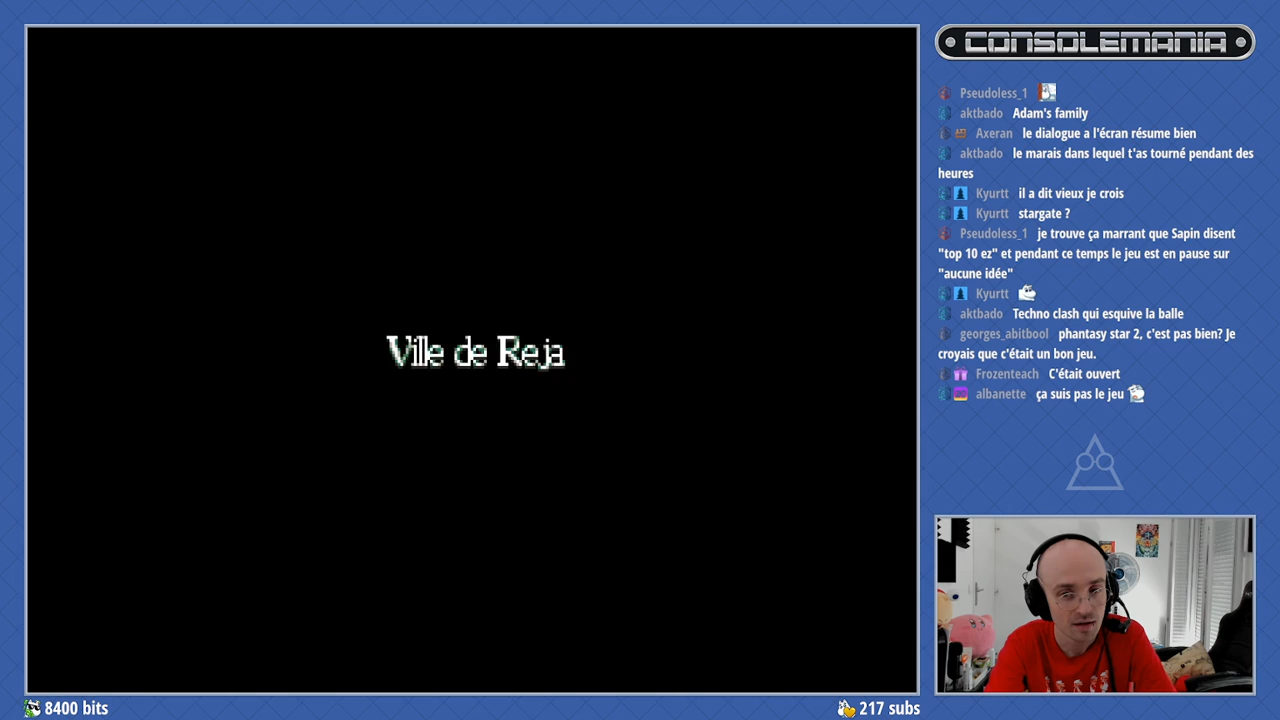 CONSOLEMANIA
Pseudoless_1
aktbado Adam's family
Axeran le dialogue a l'écran résume bien
aktbado le marais dans lequel t'as tourné pendant des
heures
Kyurtt il a dit vieux je crois
Kyurtt stargate ?
Pseudoless_1 je trouve ça marrant que Sapin disent
"top 10 ez" et pendant ce temps le jeu est en pause sur
"aucune idée"
Kyurtt
aktbado Techno clash qui esquive la balle
georges_abitbool phantasy star 2, c'est pas bien? Je
croyais que c'était un bon jeu.
Frozenteach C'était ouvert
albanette ça suis pas le jeu
Ville de Reja
8400 bits
217 subs